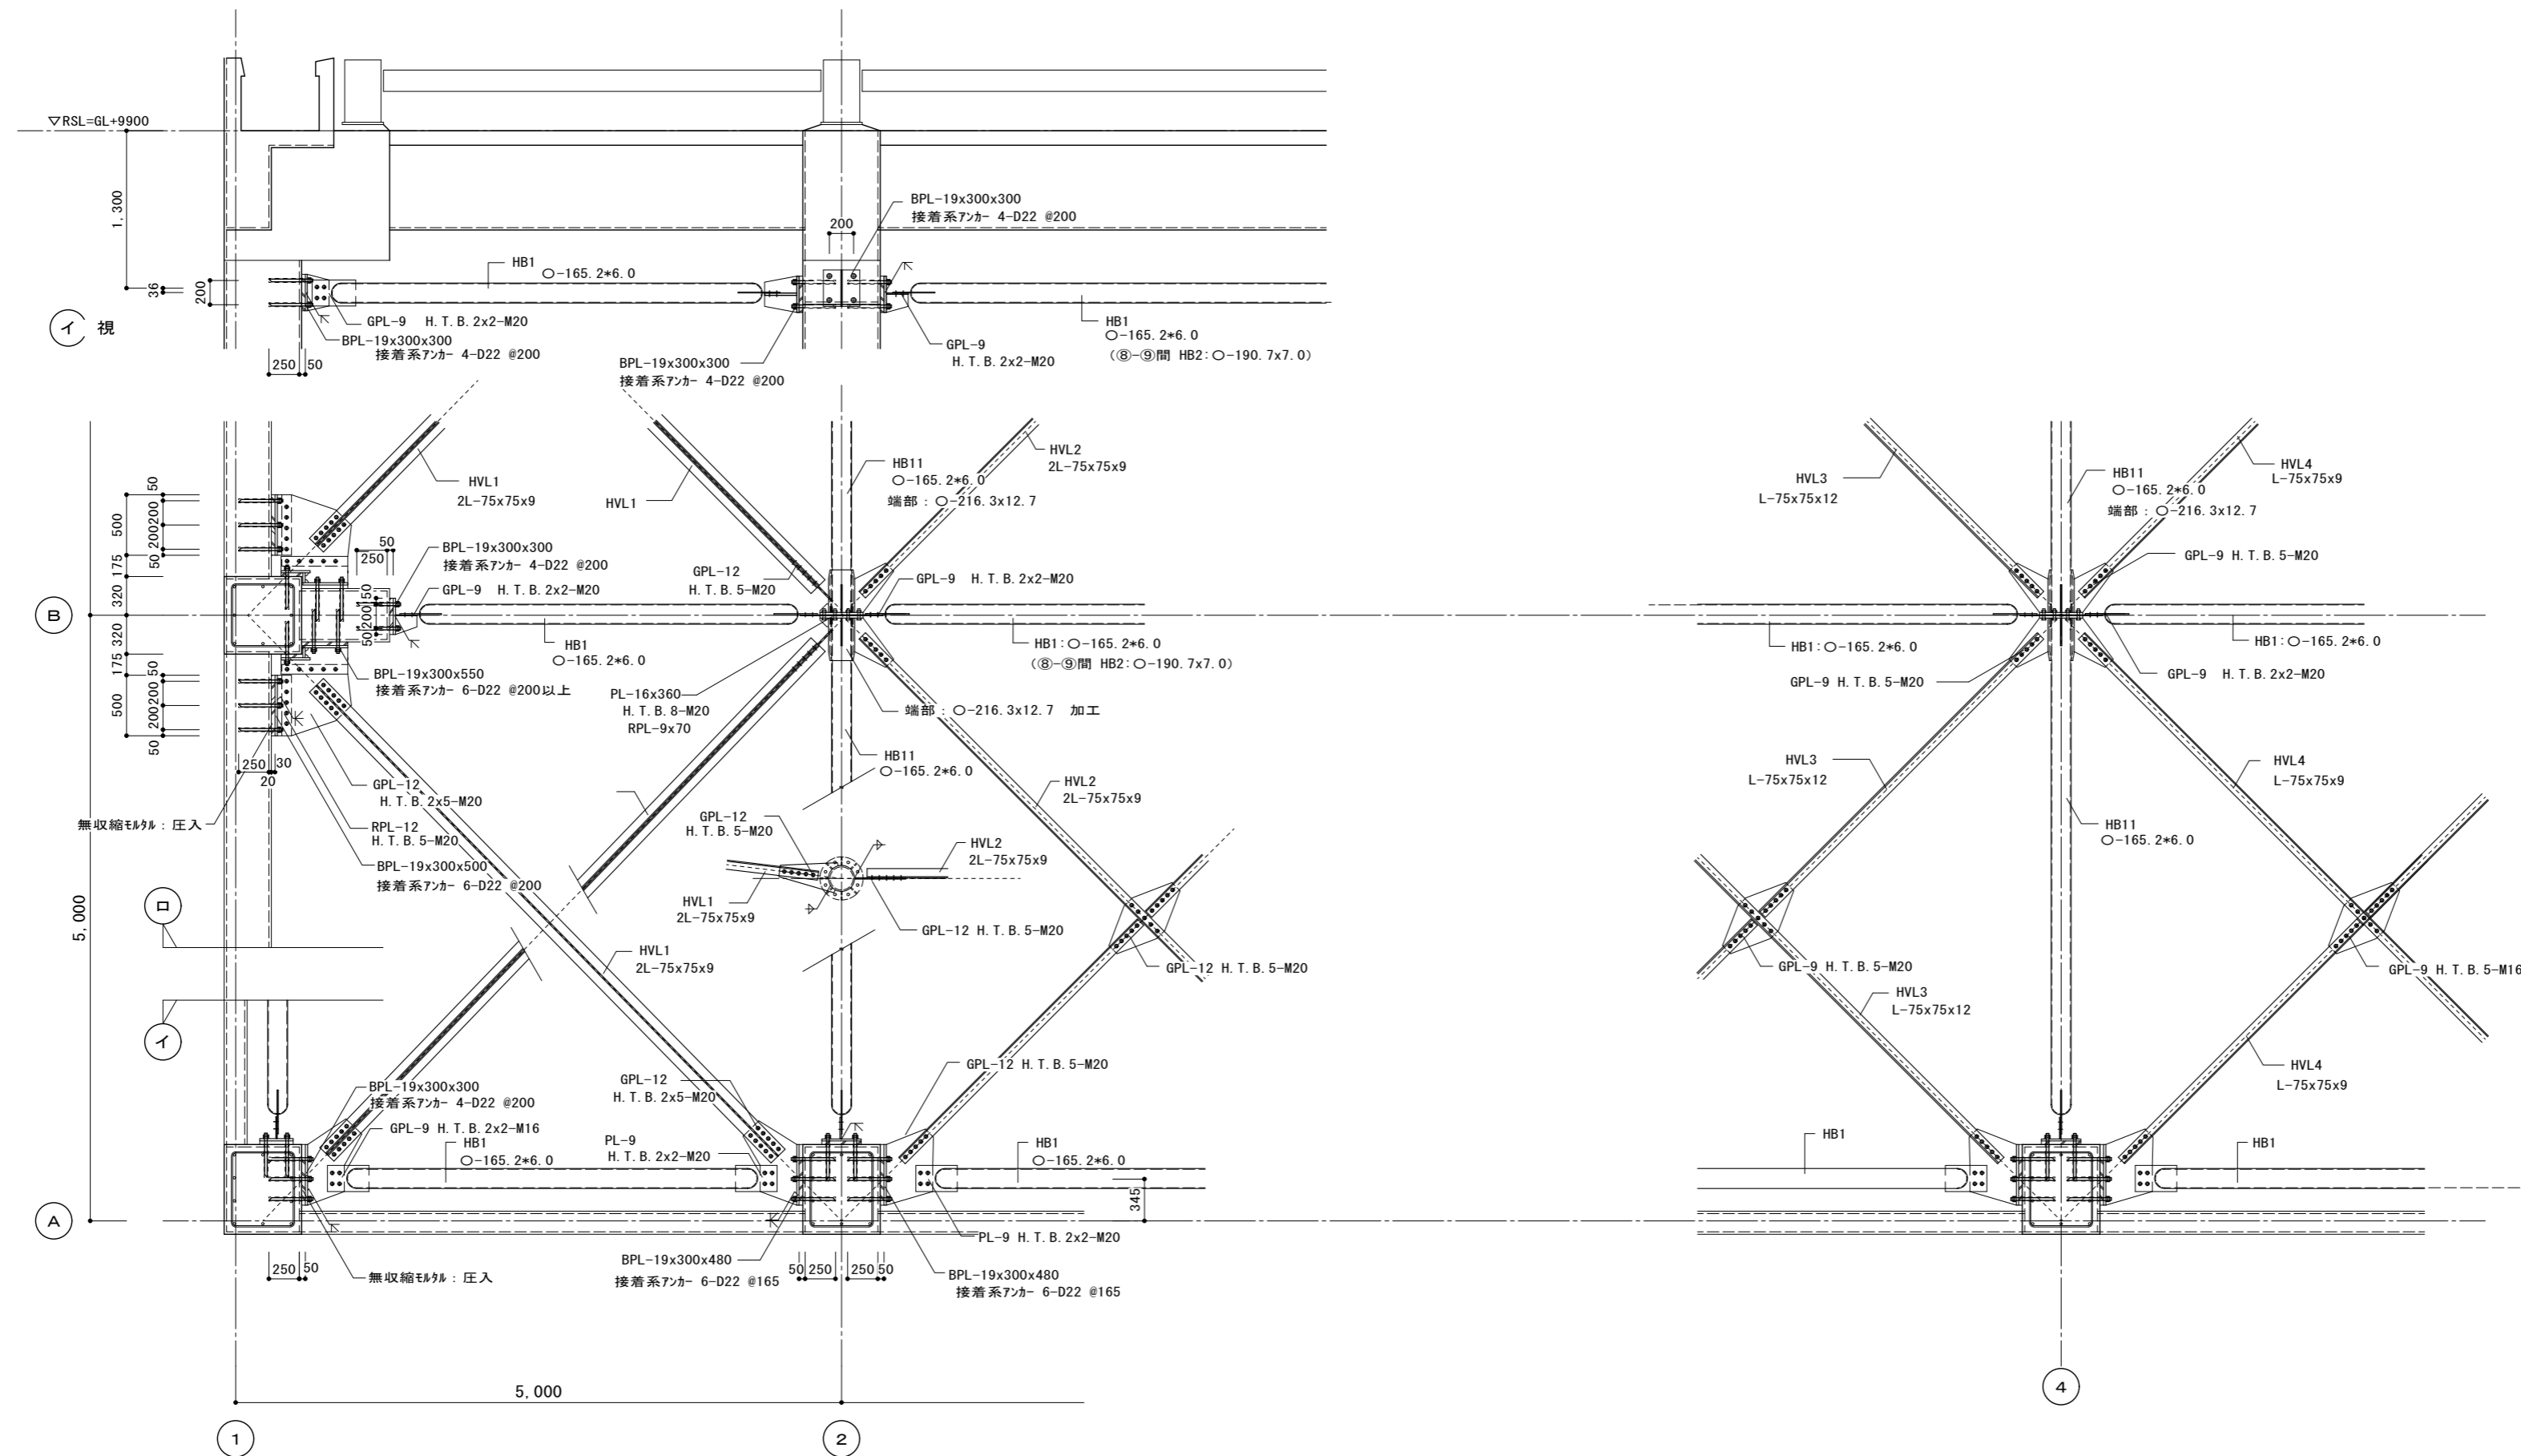 ▽RSL=GL+9900
1,300
36
200
イ 視
HB1
○-165.2*6.0
GPL-9 H.T.B.2x2-M20
BPL-19x300x300
接着系アンカー 4-D22 @200
250 50
BPL-19x300x300
接着系アンカー 4-D22 @200
200
BPL-19x300x300
接着系アンカー 4-D22 @200
GPL-9
H.T.B.2x2-M20
HB1
○-165.2*6.0
(⑧-⑨間 HB2:○-190.7x7.0)
HVL1
2L-75x75x9
HVL1
HB11
○-165.2*6.0
端部:○-216.3x12.7
HVL2
2L-75x75x9
50
200
200
50
500
175
320
320
175
500
50
200
200
50
50
250
BPL-19x300x300
接着系アンカー 4-D22 @200
GPL-9 H.T.B.2x2-M20
50
200
50
GPL-12
H.T.B.5-M20
GPL-9 H.T.B.2x2-M20
B
HB1
○-165.2*6.0
HB1:○-165.2*6.0
(⑧-⑨間 HB2:○-190.7x7.0)
BPL-19x300x550
接着系アンカー 6-D22 @200以上
PL-16x360
H.T.B.8-M20
RPL-9x70
端部:○-216.3x12.7 加工
HB11
○-165.2*6.0
250 30
20
GPL-12
H.T.B.2x5-M20
無収縮モルタル:圧入
RPL-12
H.T.B.5-M20
BPL-19x300x500
接着系アンカー 6-D22 @200
HVL2
2L-75x75x9
GPL-12
H.T.B.5-M20
HVL2
2L-75x75x9
HVL1
2L-75x75x9
GPL-12 H.T.B.5-M20
ロ
5,000
イ
HVL1
2L-75x75x9
GPL-12 H.T.B.5-M20
BPL-19x300x300
接着系アンカー 4-D22 @200
GPL-9 H.T.B.2x2-M16
HB1
○-165.2*6.0
GPL-12
H.T.B.2x5-M20
PL-9
H.T.B.2x2-M20
GPL-12 H.T.B.5-M20
HB1
○-165.2*6.0
345
A
PL-9 H.T.B.2x2-M20
250 50
無収縮モルタル:圧入
BPL-19x300x480
接着系アンカー 6-D22 @165
50 250
250 50
BPL-19x300x480
接着系アンカー 6-D22 @165
5,000
1
2
HVL3
L-75x75x12
HB11
○-165.2*6.0
端部:○-216.3x12.7
HVL4
L-75x75x9
GPL-9 H.T.B.5-M20
HB1:○-165.2*6.0
HB1:○-165.2*6.0
GPL-9 H.T.B.5-M20
GPL-9 H.T.B.2x2-M20
HVL3
L-75x75x12
HVL4
L-75x75x9
HB11
○-165.2*6.0
GPL-9 H.T.B.5-M20
GPL-9 H.T.B.5-M16
HVL3
L-75x75x12
HVL4
L-75x75x9
HB1
HB1
4